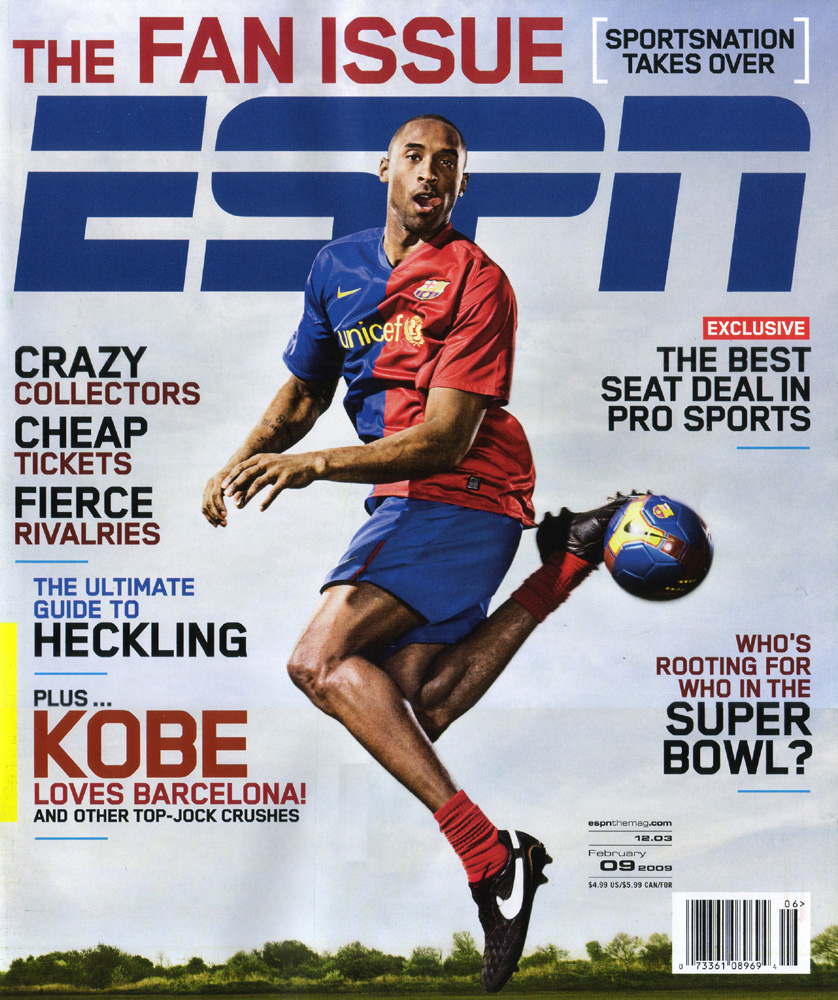 THE FAN ISSUE
[SPORTSNATION
TAKES OVER]
ESPN
unicef
CRAZY
COLLECTORS
CHEAP
TICKETS
FIERCE
RIVALRIES
THE ULTIMATE
GUIDE TO
HECKLING
PLUS ...
KOBE
LOVES BARCELONA!
AND OTHER TOP-JOCK CRUSHES
EXCLUSIVE
THE BEST
SEAT DEAL IN
PRO SPORTS
WHO'S
ROOTING FOR
WHO IN THE
SUPER
BOWL?
espnthemag.com
12.03
February
09 2009
$4.99 US/$5.99 CAN/FOR
06>
0 73361 08969 4